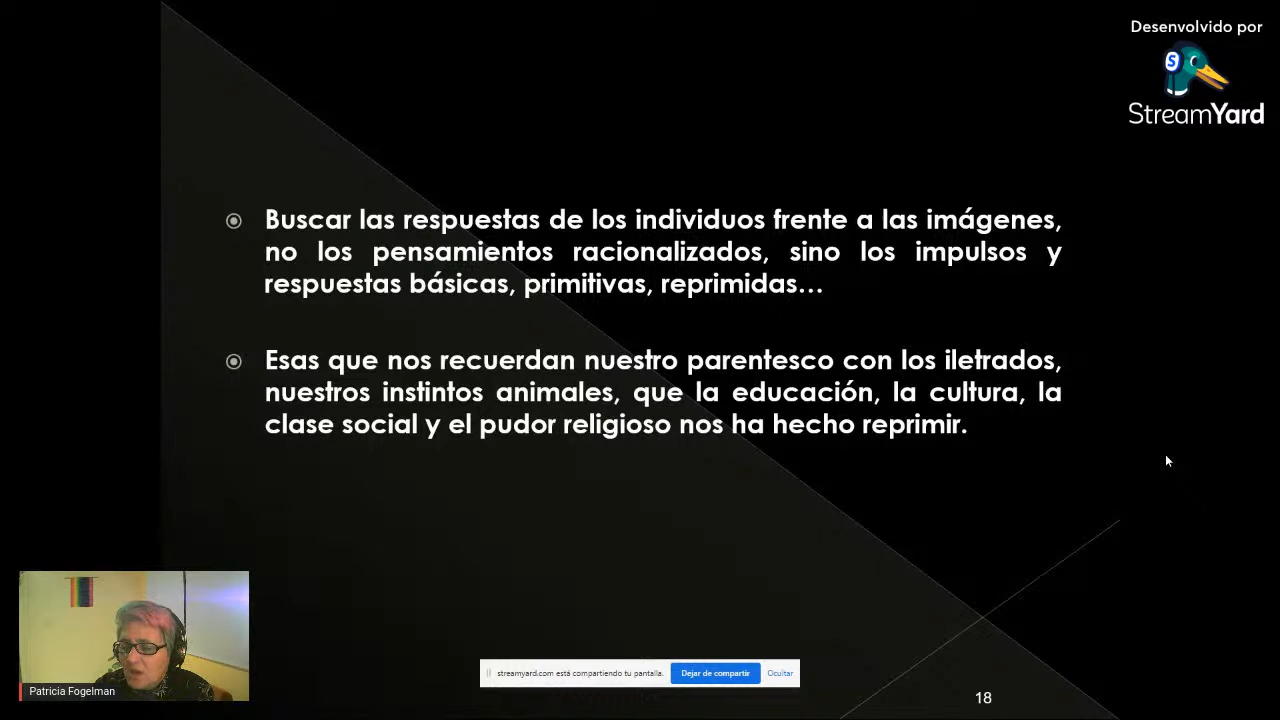 Desenvolvido por
StreamYard
Buscar las respuestas de los individuos frente a las imágenes,
no los pensamientos racionalizados, sino los impulsos y
respuestas básicas, primitivas, reprimidas...
Esas que nos recuerdan nuestro parentesco con los iletrados,
nuestros instintos animales, que la educación, la cultura, la
clase social y el pudor religioso nos ha hecho reprimir.
Patricia Fogelman
streamyard.com está compartiendo tu pantalla. Dejar de compartir Ocultar
18